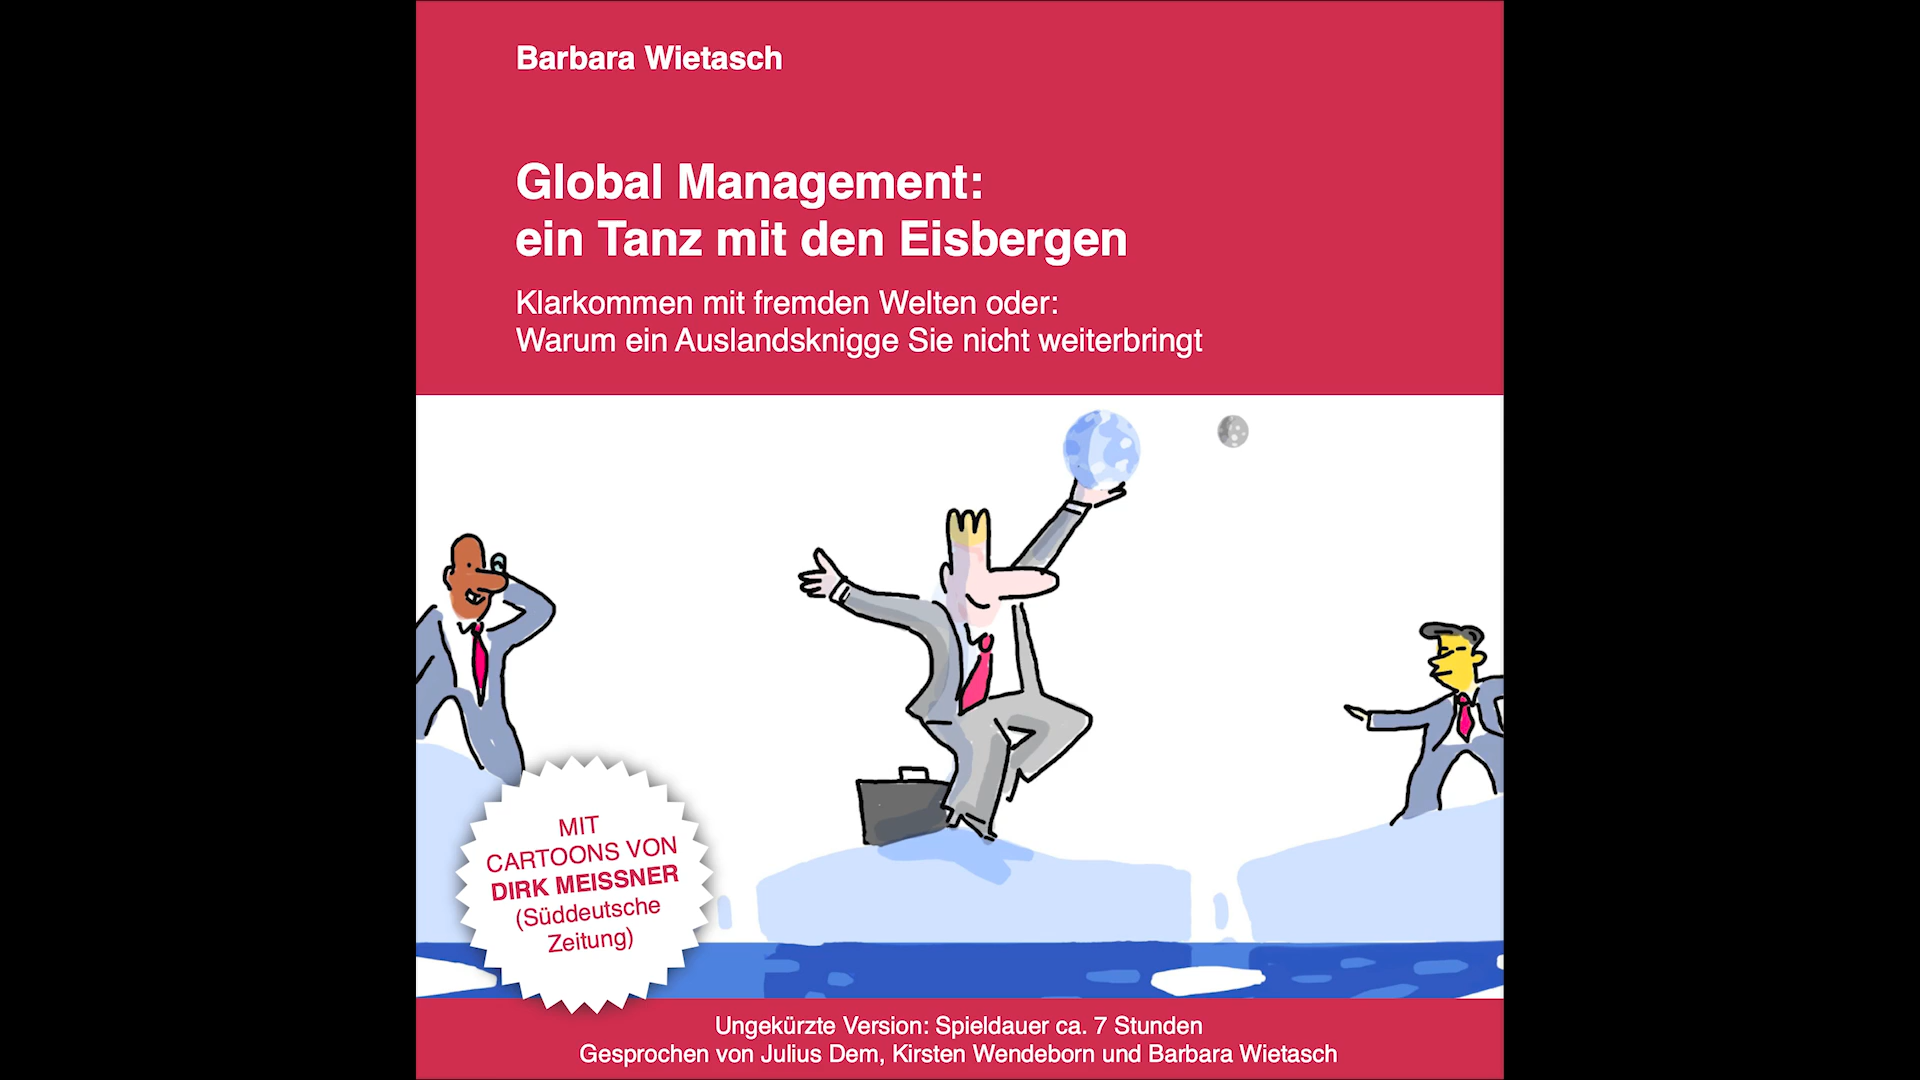 Barbara Wietasch
Global Management:
ein Tanz mit den Eisbergen
Klarkommen mit fremden Welten oder:
Warum ein Auslandsknigge Sie nicht weiterbringt
MIT
CARTOONS VON
DIRK MEISSNER
(Süddeutsche
Zeitung)
Ungekürzte Version: Spieldauer ca. 7 Stunden
Gesprochen von Julius Dem, Kirsten Wendeborn und Barbara Wietasch